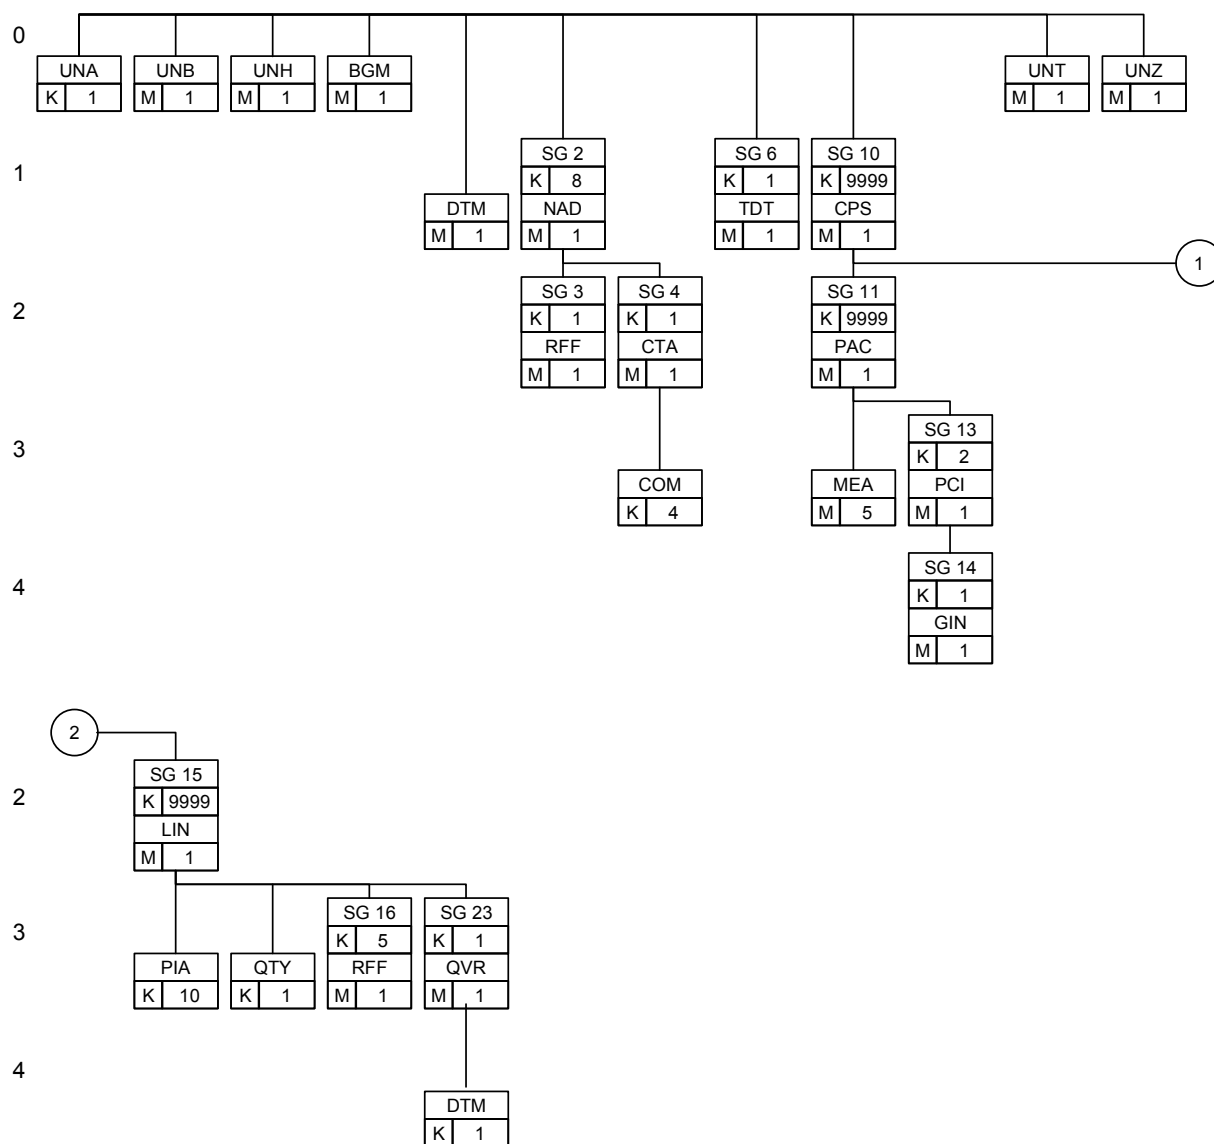 0
UNA UNB UNH BGM UNT UNZ
K 1 M 1 M 1 M 1 M 1 M 1
1
SG 2 SG 6 SG 10
K 8 K 1 K 9999
DTM NAD TDT CPS
M 1 M 1 M 1 M 1
1
2
SG 3 SG 4 SG 11
K 1 K 1 K 9999
RFF CTA PAC
M 1 M 1 M 1
3
SG 13
K 2
COM MEA PCI
K 4 M 5 M 1
4
SG 14
K 1
GIN
M 1
2
2
SG 15
K 9999
LIN
M 1
3
SG 16 SG 23
K 5 K 1
PIA QTY RFF QVR
K 10 K 1 M 1 M 1
4
DTM
K 1